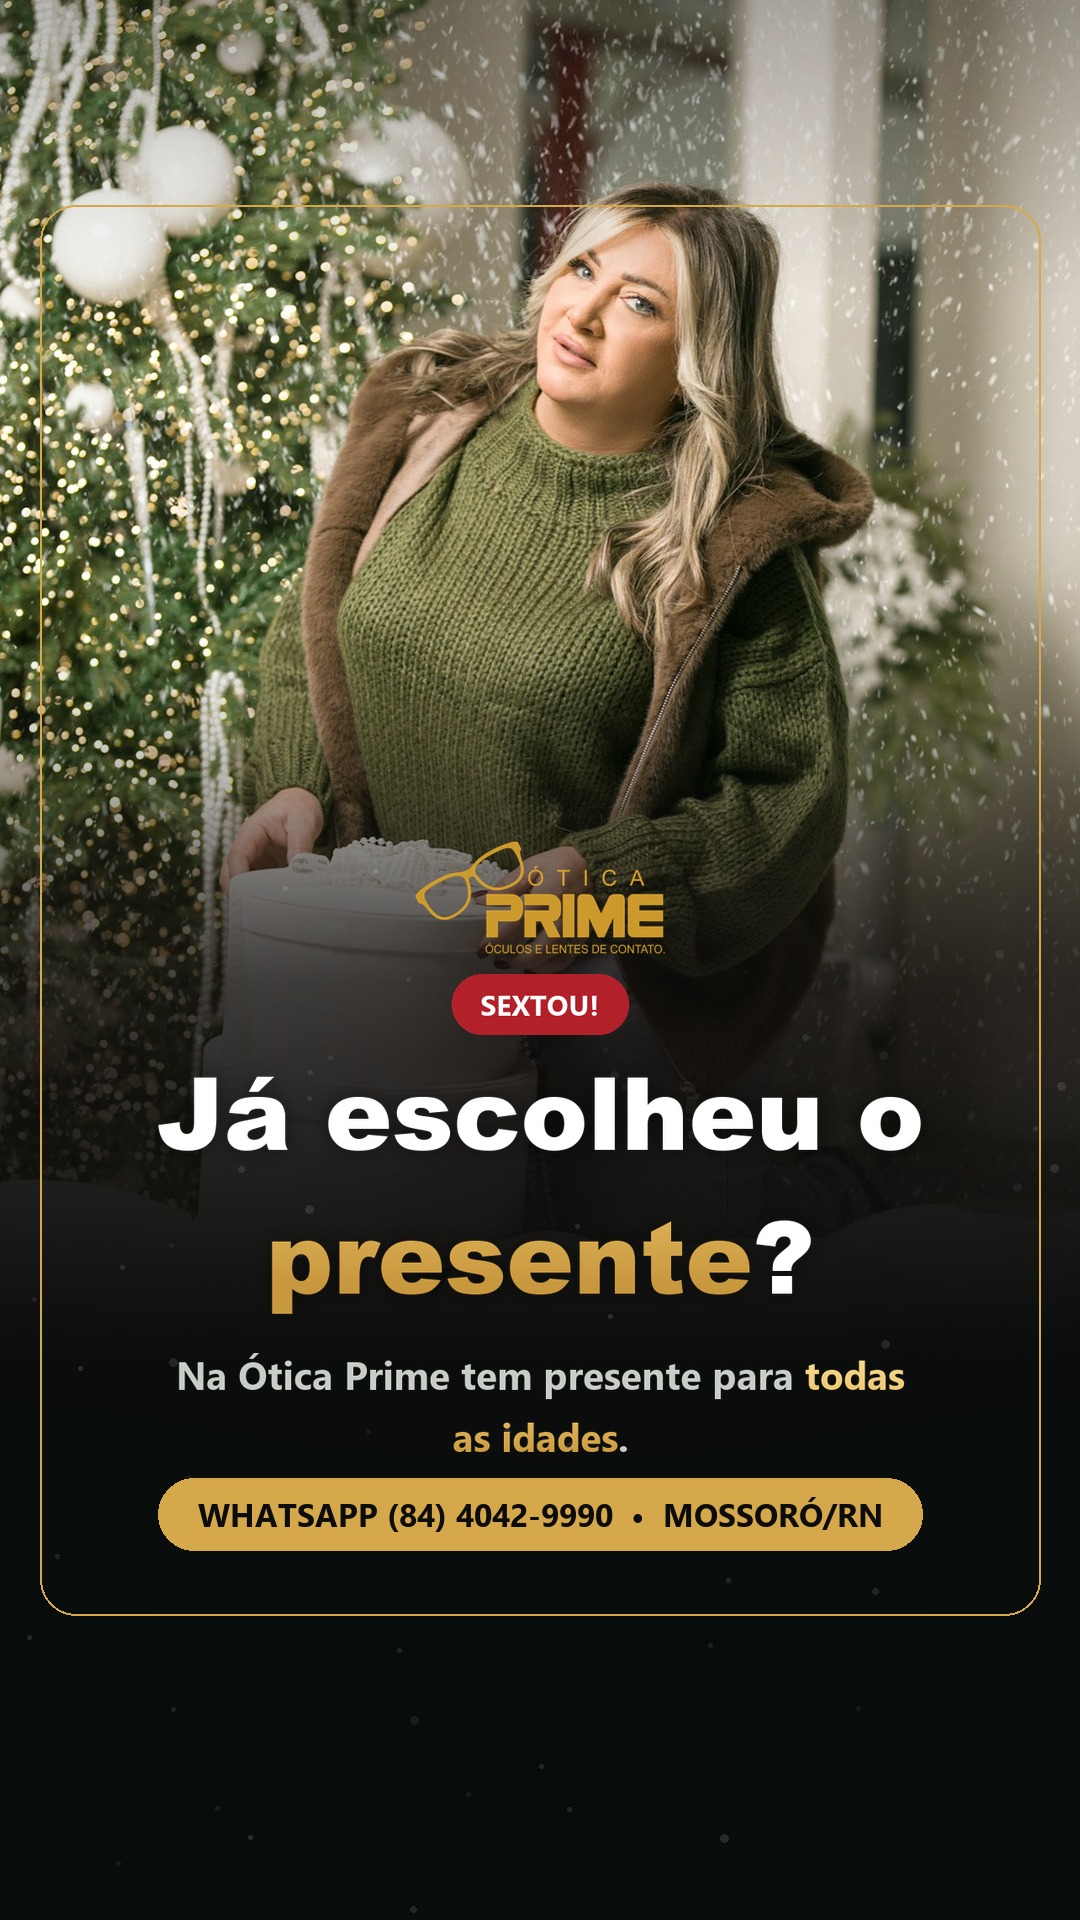 ÓTICA
PRIME
ÓCULOS E LENTES DE CONTATO.
SEXTOU!
Já escolheu o
presente?
Na Ótica Prime tem presente para todas
as idades.
WHATSAPP (84) 4042-9990 • MOSSORÓ/RN